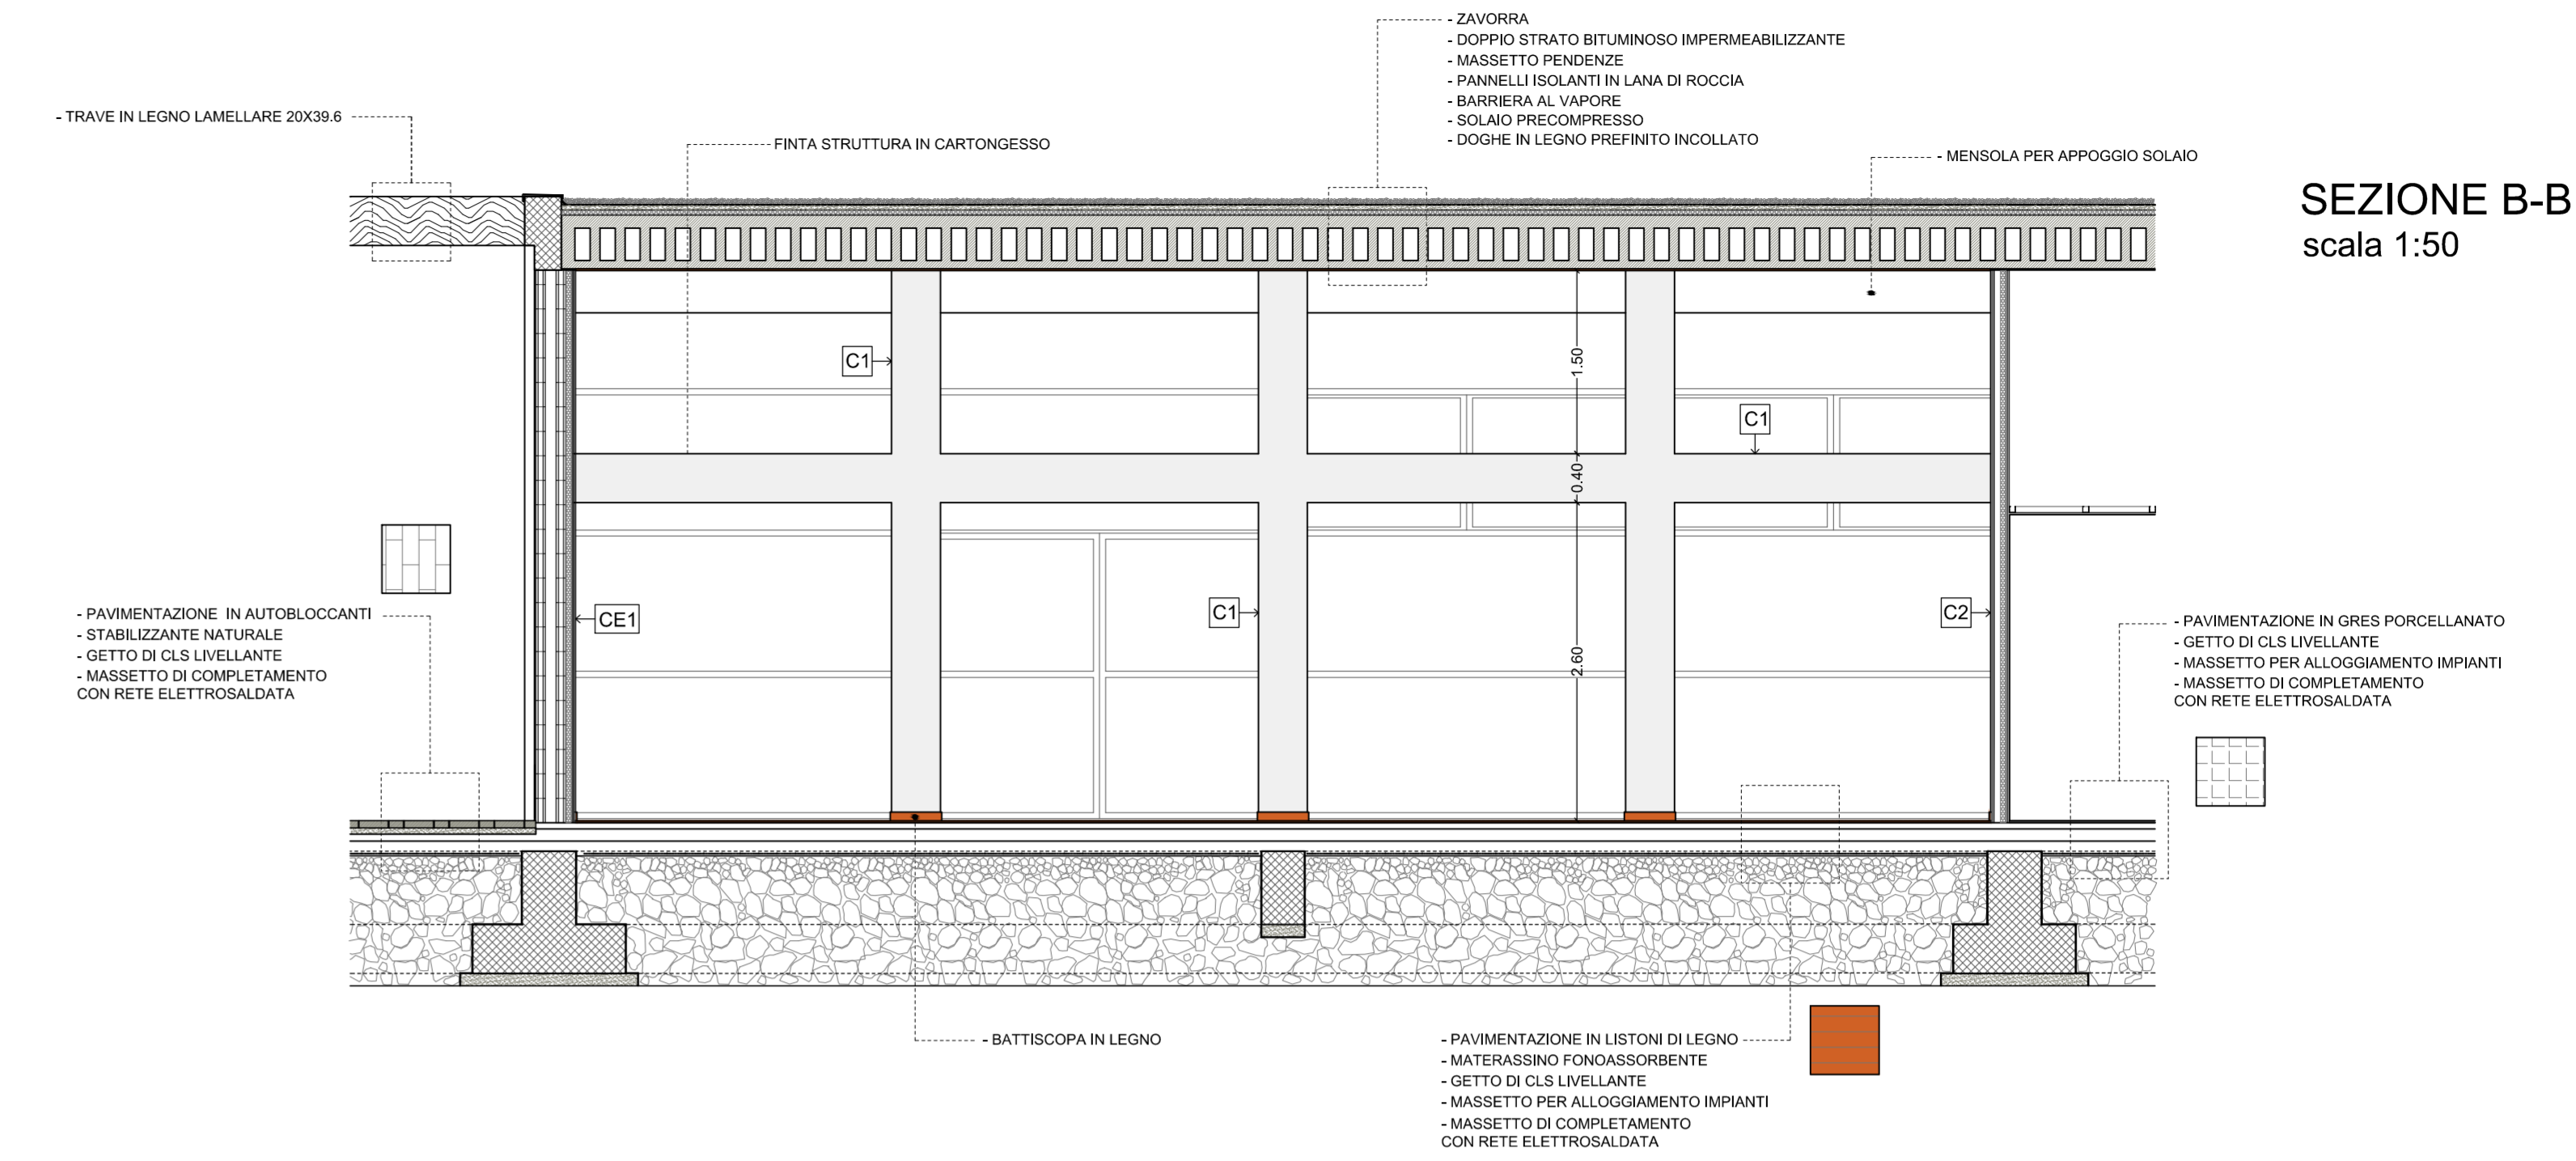 - ZAVORRA
- DOPPIO STRATO BITUMINOSO IMPERMEABILIZZANTE
- MASSETTO PENDENZE
- PANNELLI ISOLANTI IN LANA DI ROCCIA
- BARRIERA AL VAPORE
- SOLAIO PRECOMPRESSO
- DOGHE IN LEGNO PREFINITO INCOLLATO
- TRAVE IN LEGNO LAMELLARE 20X39.6
FINTA STRUTTURA IN CARTONGESSO
- MENSOLA PER APPOGGIO SOLAIO
SEZIONE B-B
scala 1:50
C1
1.50
C1
0.40
CE1
C1
2.60
C2
- PAVIMENTAZIONE IN AUTOBLOCCANTI
- STABILIZZANTE NATURALE
- GETTO DI CLS LIVELLANTE
- MASSETTO DI COMPLETAMENTO
CON RETE ELETTROSALDATA
- PAVIMENTAZIONE IN GRES PORCELLANATO
- GETTO DI CLS LIVELLANTE
- MASSETTO PER ALLOGGIAMENTO IMPIANTI
- MASSETTO DI COMPLETAMENTO
CON RETE ELETTROSALDATA
- BATTISCOPA IN LEGNO
- PAVIMENTAZIONE IN LISTONI DI LEGNO
- MATERASSINO FONOASSORBENTE
- GETTO DI CLS LIVELLANTE
- MASSETTO PER ALLOGGIAMENTO IMPIANTI
- MASSETTO DI COMPLETAMENTO
CON RETE ELETTROSALDATA